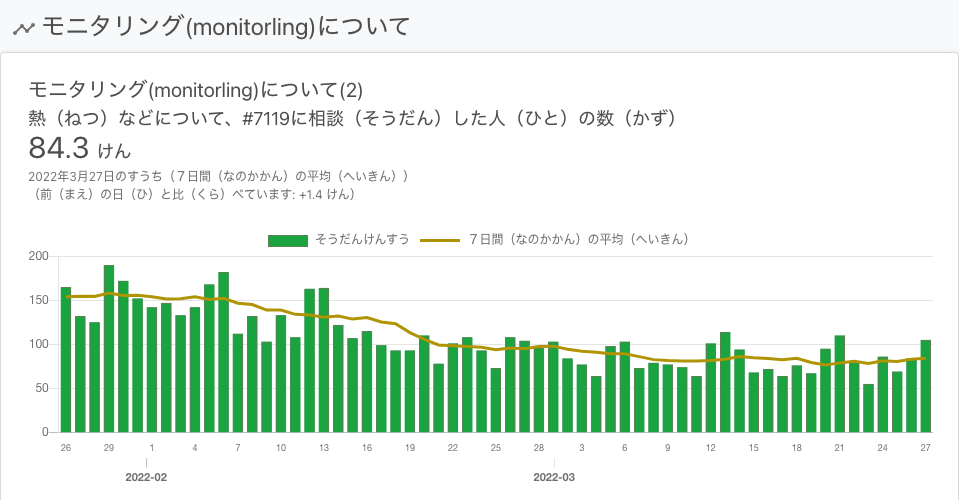 モニタリング(monitorling)について
モニタリング(monitorling)について(2)
熱（ねつ）などについて、#7119に相談（そうだん）した人（ひと）の数（かず）
84.3 けん
2022年3月27日のすうち（７日間（なのかかん）の平均（へいきん））
（前（まえ）の日（ひ）と比（くら）べています: +1.4 けん）
そうだんけんすう ７日間（なのかかん）の平均（へいきん）
200
150
100
50
0
26 29 1 4 7 10 13 16 19 22 25 28 3 6 9 12 15 18 21 24 27
2022-02 2022-03